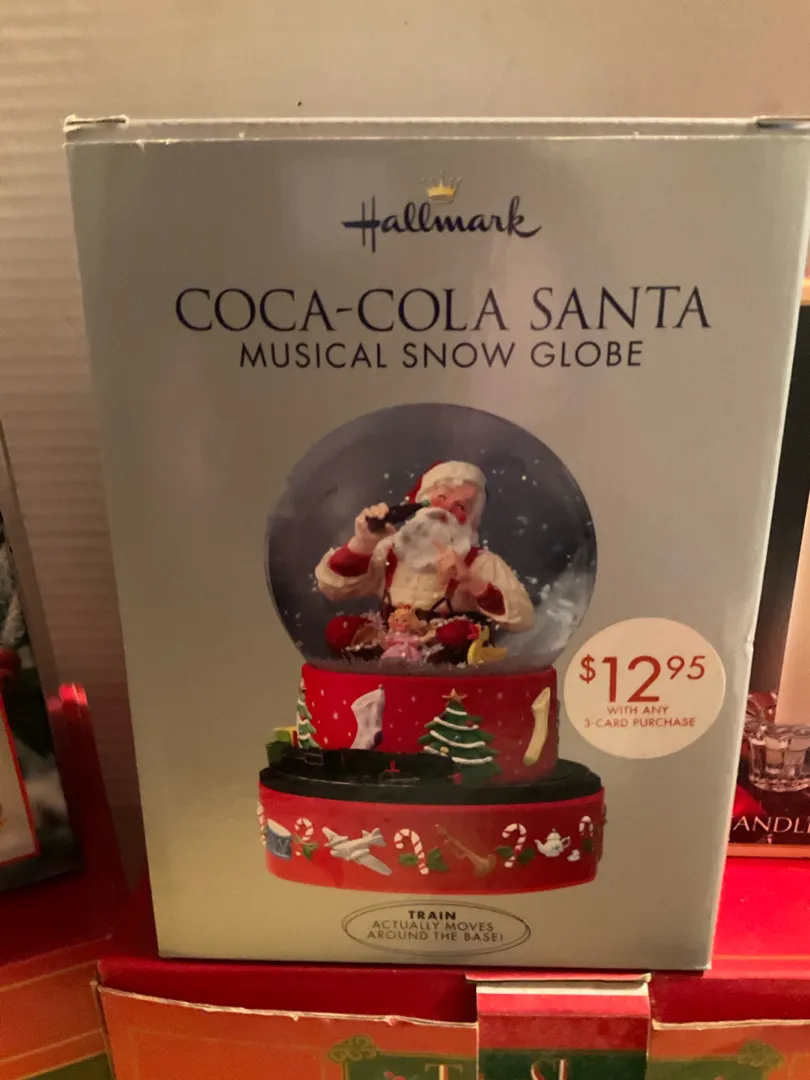 Hallmark
COCA-COLA SANTA
MUSICAL SNOW GLOBE
$12.95
WITH ANY
3-CARD PURCHASE
TRAIN
ACTUALLY MOVES
AROUND THE BASE!